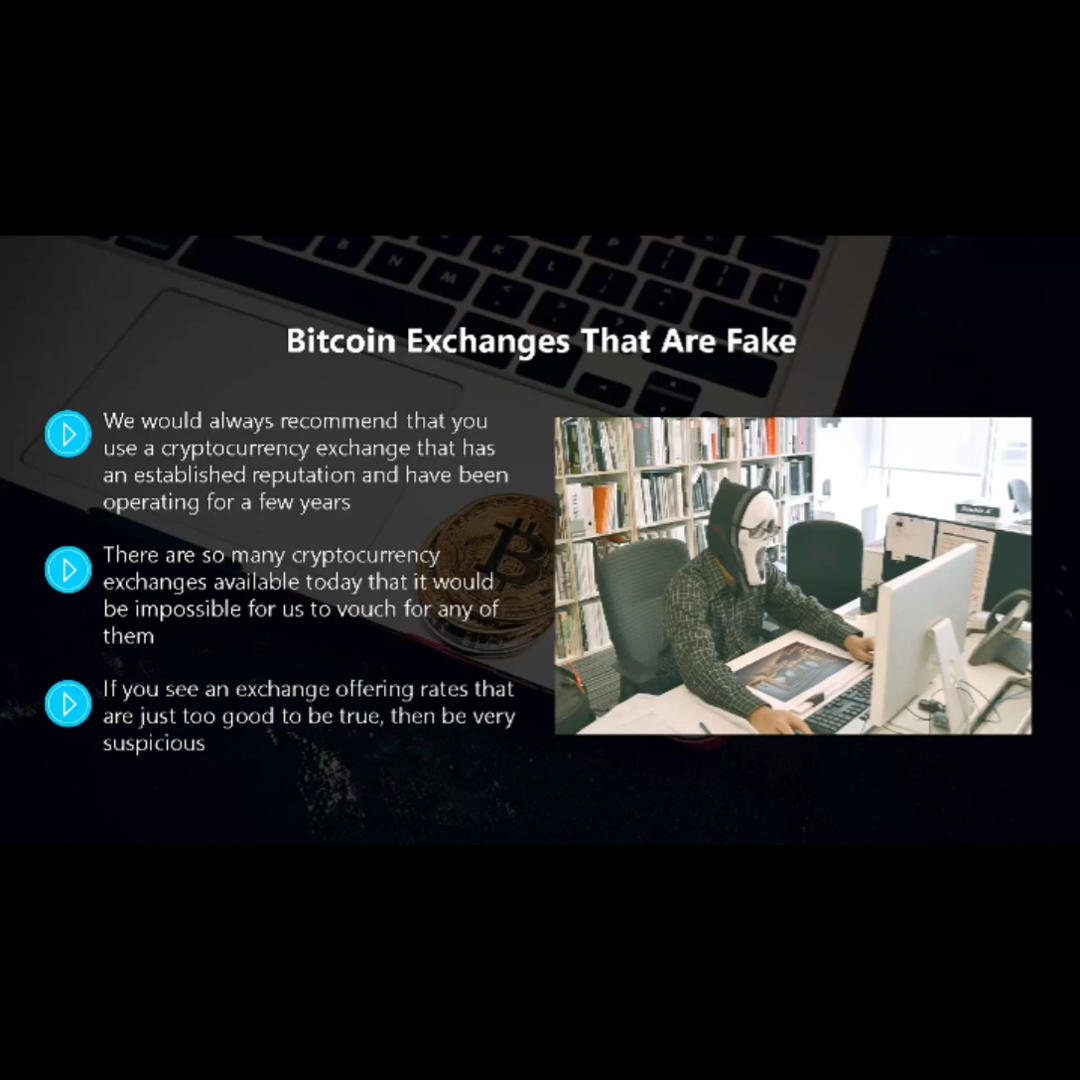 Bitcoin Exchanges That Are Fake
We would always recommend that you
use a cryptocurrency exchange that has
an established reputation and have been
operating for a few years
There are so many cryptocurrency
exchanges available today that it would
be impossible for us to vouch for any of
them
If you see an exchange offering rates that
are just too good to be true, then be very
suspicious
Double A
B
N
M
K
L
P